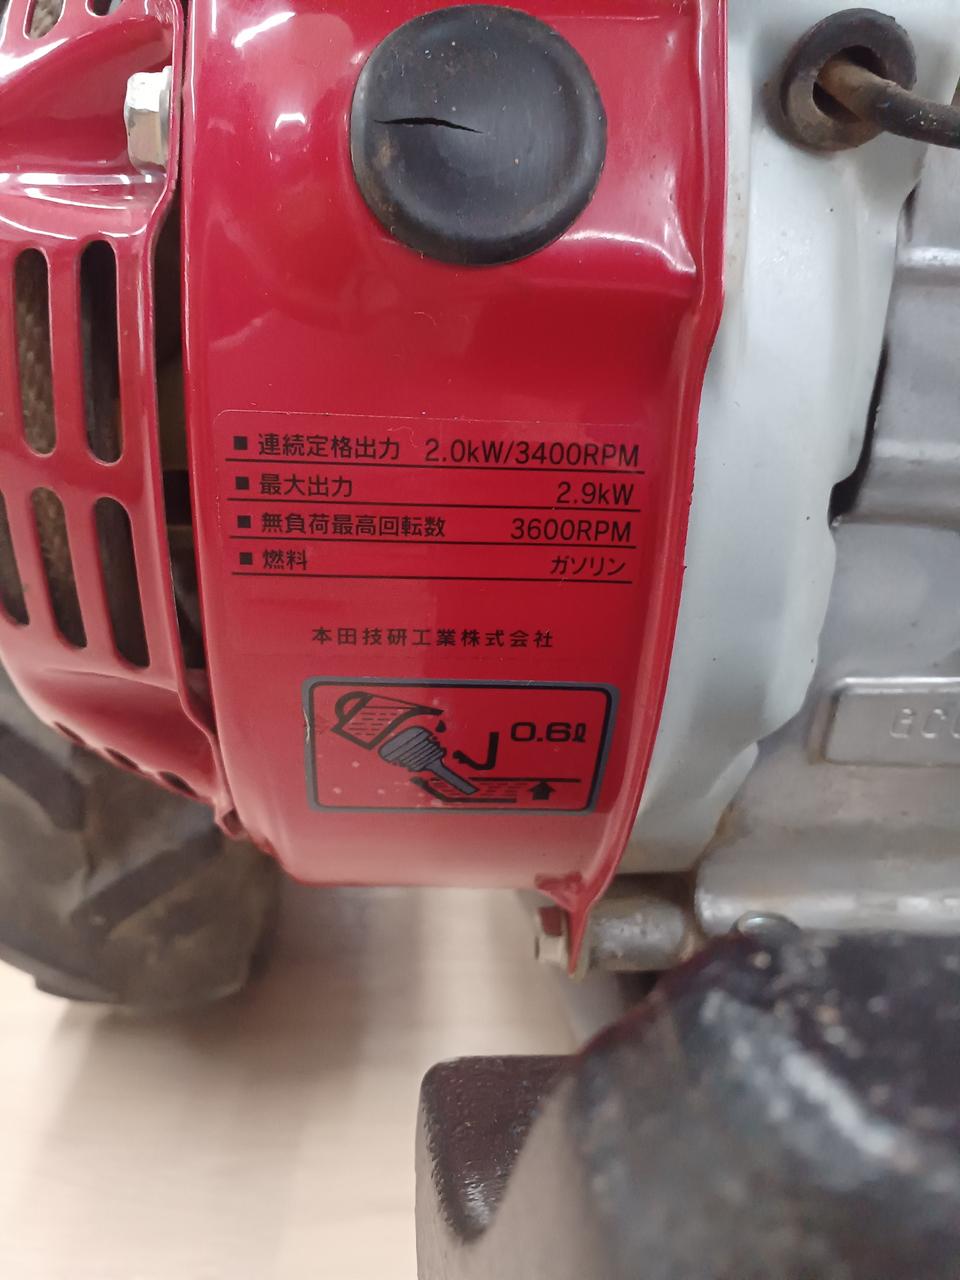 ■ 連続定格出力 2.0kW/3400RPM
■ 最大出力 2.9kW
■ 無負荷最高回転数 3600RPM
■ 燃料 ガソリン
本田技研工業株式会社
0.6ℓ